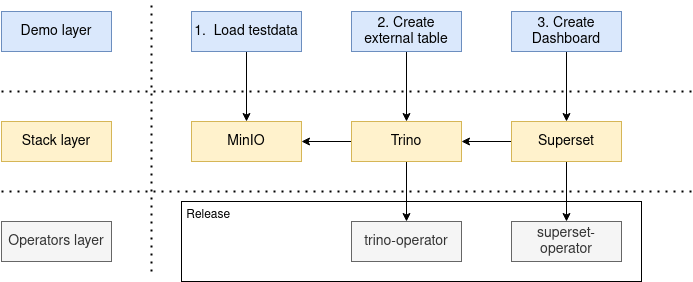 Demo layer
1.  Load testdata
2. Create
external table
3. Create
Dashboard
Stack layer
MinIO
Trino
Superset
Release
Operators layer
trino-operator
superset-
operator